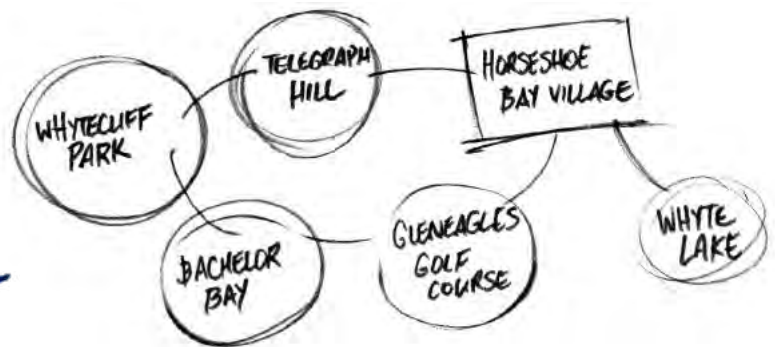 TELEGRAPH
HILL
HORSESHOE
BAY VILLAGE
WHYTECLIFF
PARK
BACHELOR
BAY
GLENEAGLES
GOLF
COURSE
WHYTE
LAKE